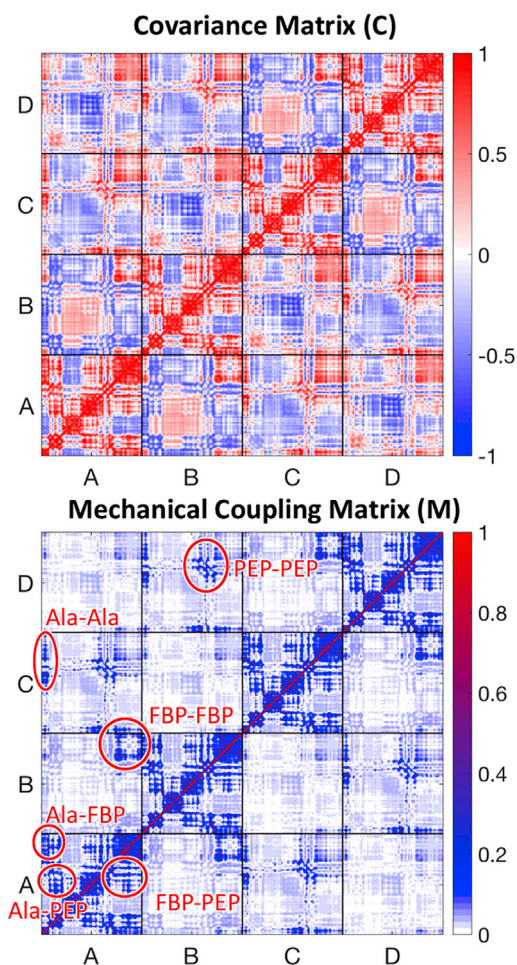 Covariance Matrix (C)
D
C
B
A
A B C D
1
0.5
0
-0.5
-1
Mechanical Coupling Matrix (M)
D
C
B
A
A B C D
PEP-PEP
Ala-Ala
FBP-FBP
Ala-FBP
Ala-PEP
FBP-PEP
1
0.8
0.6
0.4
0.2
0